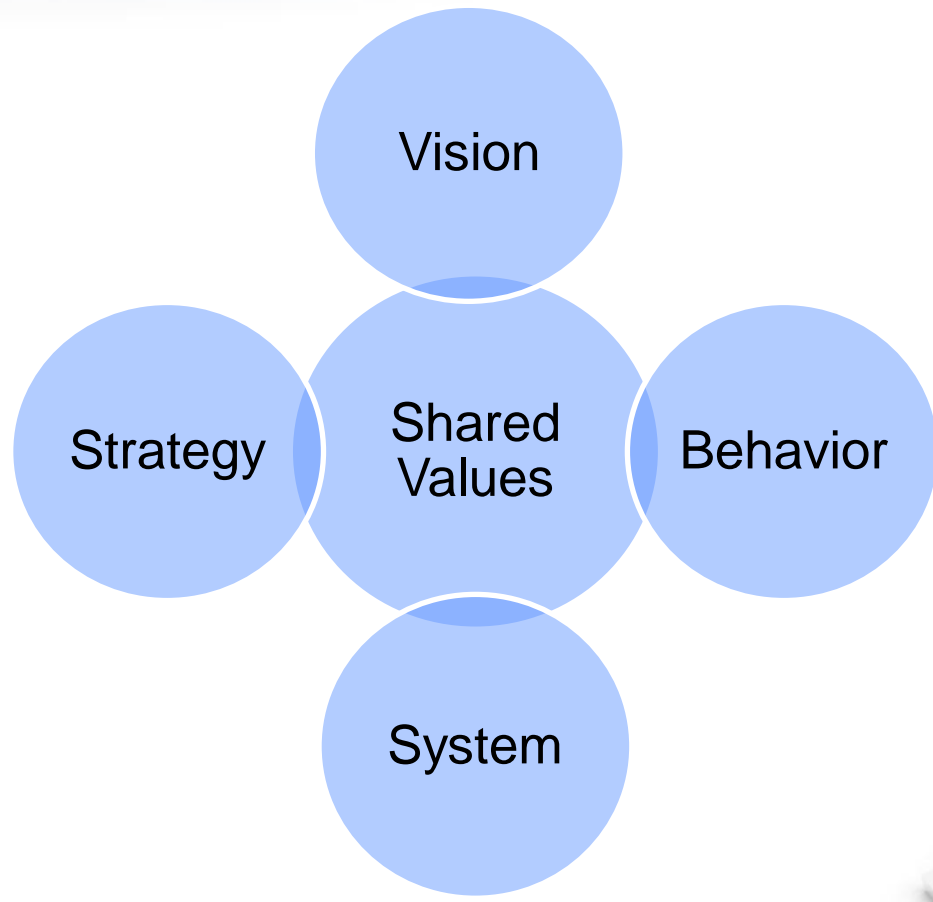 Vision
Strategy
Shared
Values
Behavior
System